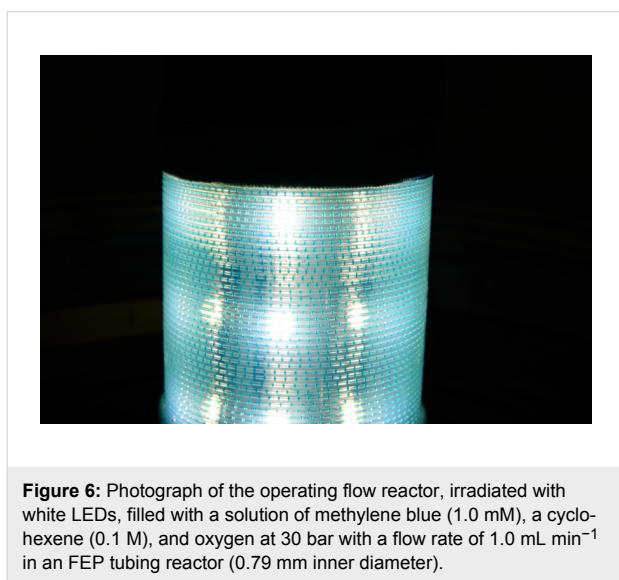 Figure 6: Photograph of the operating flow reactor, irradiated with
white LEDs, filled with a solution of methylene blue (1.0 mM), a cyclo-
hexene (0.1 M), and oxygen at 30 bar with a flow rate of 1.0 mL min⁻¹
in an FEP tubing reactor (0.79 mm inner diameter).